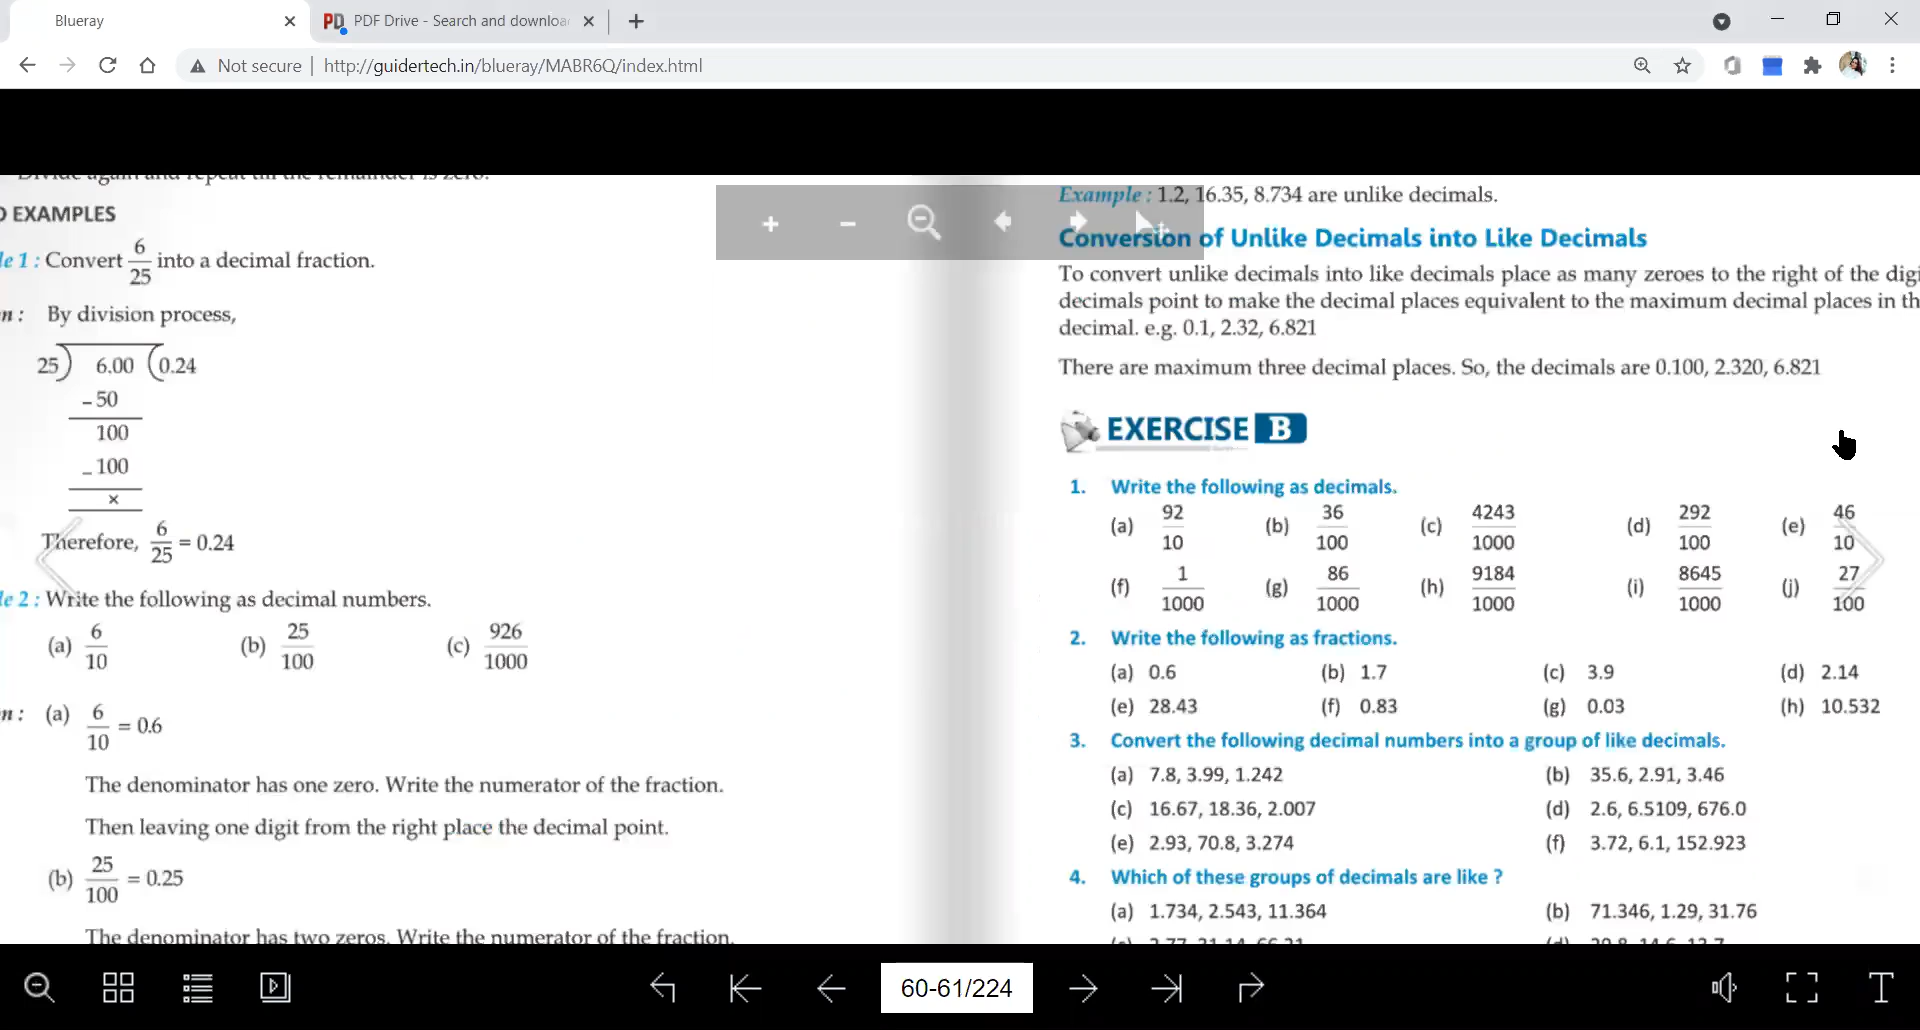 Blueray
PDF Drive - Search and downloa
Not secure | http://guidertech.in/blueray/MABR6Q/index.html
Divide again and repeat till the remainder is zero.
EXAMPLES
le 1 : Convert 6/25 into a decimal fraction.
n : By division process,
25) 6.00 (0.24
– 50
100
– 100
×
Therefore, 6/25 = 0.24
le 2 : Write the following as decimal numbers.
(a) 6/10 (b) 25/100 (c) 926/1000
n : (a) 6/10 = 0.6
The denominator has one zero. Write the numerator of the fraction.
Then leaving one digit from the right place the decimal point.
(b) 25/100 = 0.25
The denominator has two zeros. Write the numerator of the fraction.
Example : 1.2, 16.35, 8.734 are unlike decimals.
Conversion of Unlike Decimals into Like Decimals
To convert unlike decimals into like decimals place as many zeroes to the right of the digi
decimals point to make the decimal places equivalent to the maximum decimal places in th
decimal. e.g. 0.1, 2.32, 6.821
There are maximum three decimal places. So, the decimals are 0.100, 2.320, 6.821
EXERCISE B
1. Write the following as decimals.
(a) 92/10 (b) 36/100 (c) 4243/1000 (d) 292/100 (e) 46/10
(f) 1/1000 (g) 86/1000 (h) 9184/1000 (i) 8645/1000 (j) 27/100
2. Write the following as fractions.
(a) 0.6 (b) 1.7 (c) 3.9 (d) 2.14
(e) 28.43 (f) 0.83 (g) 0.03 (h) 10.532
3. Convert the following decimal numbers into a group of like decimals.
(a) 7.8, 3.99, 1.242 (b) 35.6, 2.91, 3.46
(c) 16.67, 18.36, 2.007 (d) 2.6, 6.5109, 676.0
(e) 2.93, 70.8, 3.274 (f) 3.72, 6.1, 152.923
4. Which of these groups of decimals are like ?
(a) 1.734, 2.543, 11.364 (b) 71.346, 1.29, 31.76
60-61/224